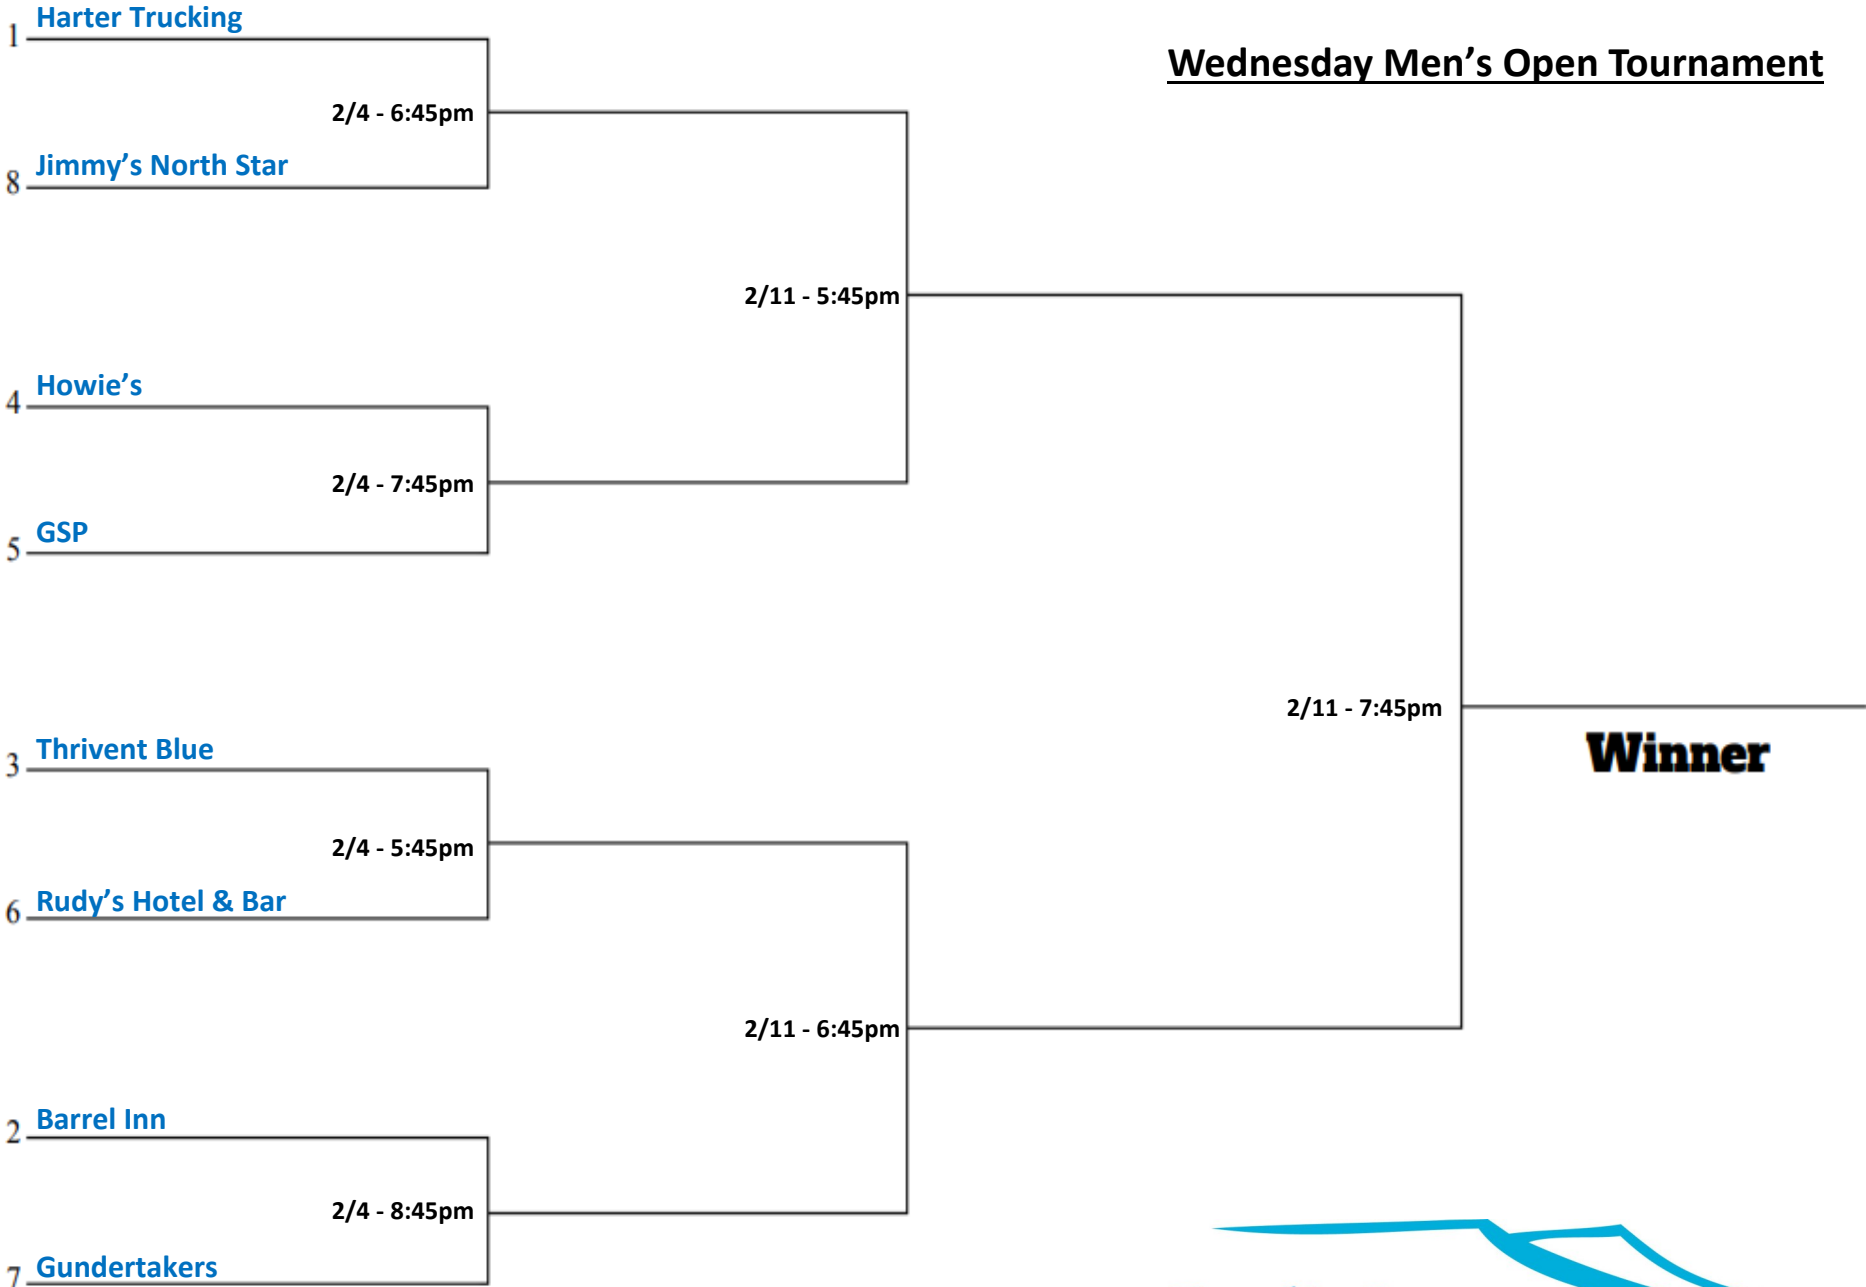 Harter Trucking
1
Wednesday Men's Open Tournament
2/4 - 6:45pm
Jimmy's North Star
8
2/11 - 5:45pm
Howie's
4
2/4 - 7:45pm
GSP
5
2/11 - 7:45pm
Winner
Thrivent Blue
3
2/4 - 5:45pm
Rudy's Hotel & Bar
6
2/11 - 6:45pm
Barrel Inn
2
2/4 - 8:45pm
Gundertakers
7